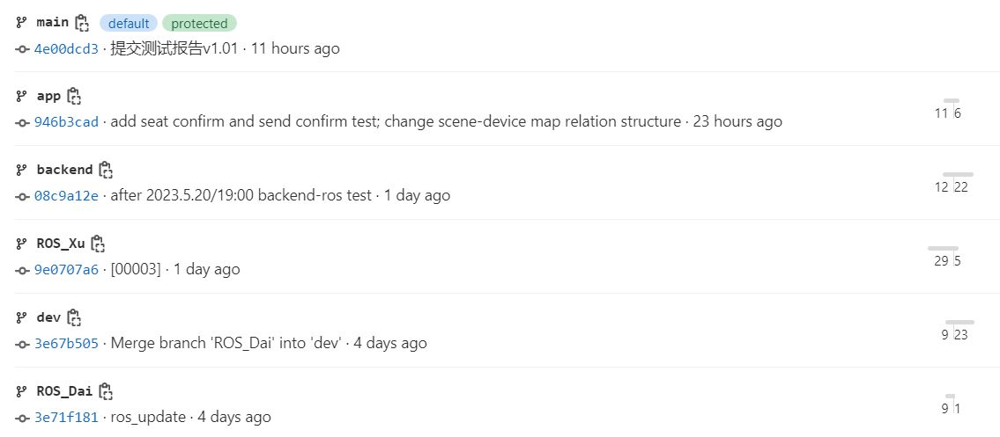 main default protected
4e00dcd3 · 提交测试报告v1.01 · 11 hours ago
app
946b3cad · add seat confirm and send confirm test; change scene-device map relation structure · 23 hours ago
11 6
backend
08c9a12e · after 2023.5.20/19:00 backend-ros test · 1 day ago
12 22
ROS_Xu
9e0707a6 · [00003] · 1 day ago
29 5
dev
3e67b505 · Merge branch 'ROS_Dai' into 'dev' · 4 days ago
9 23
ROS_Dai
3e71f181 · ros_update · 4 days ago
9 1